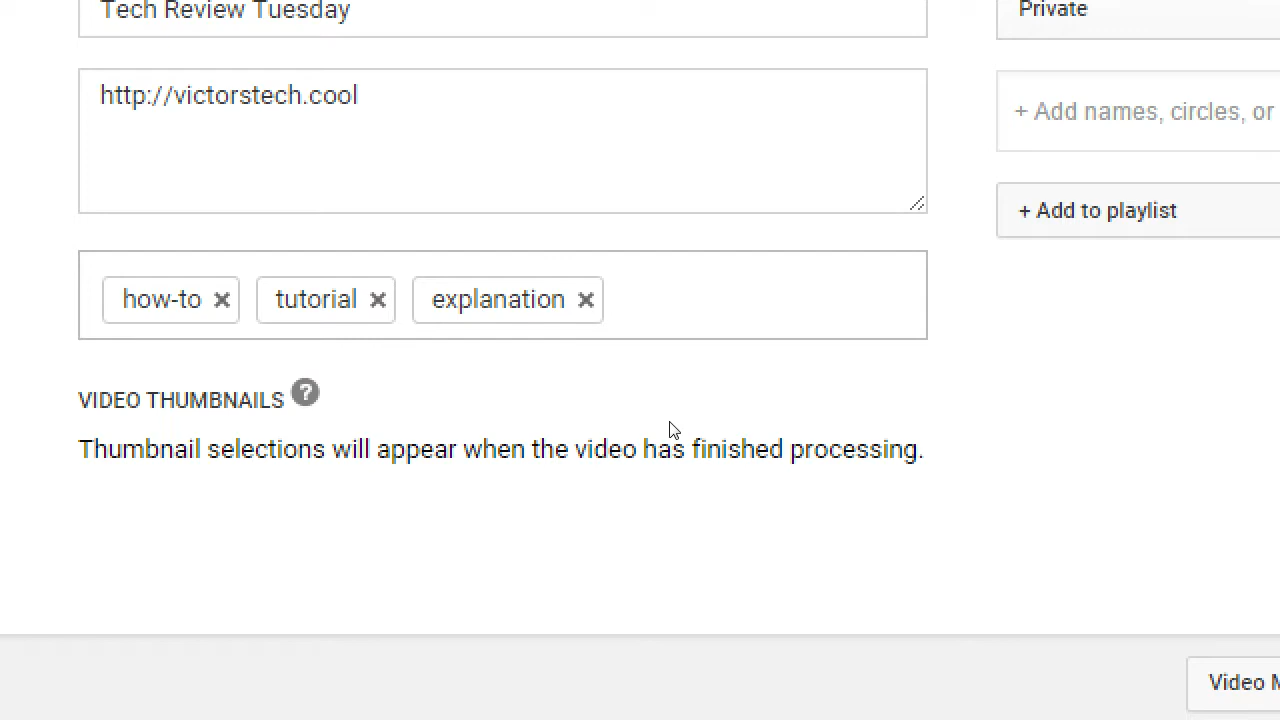 Tech Review Tuesday
Private
http://victorstech.cool
+ Add names, circles, or
+ Add to playlist
how-to × tutorial × explanation ×
VIDEO THUMBNAILS ?
Thumbnail selections will appear when the video has finished processing.
Video